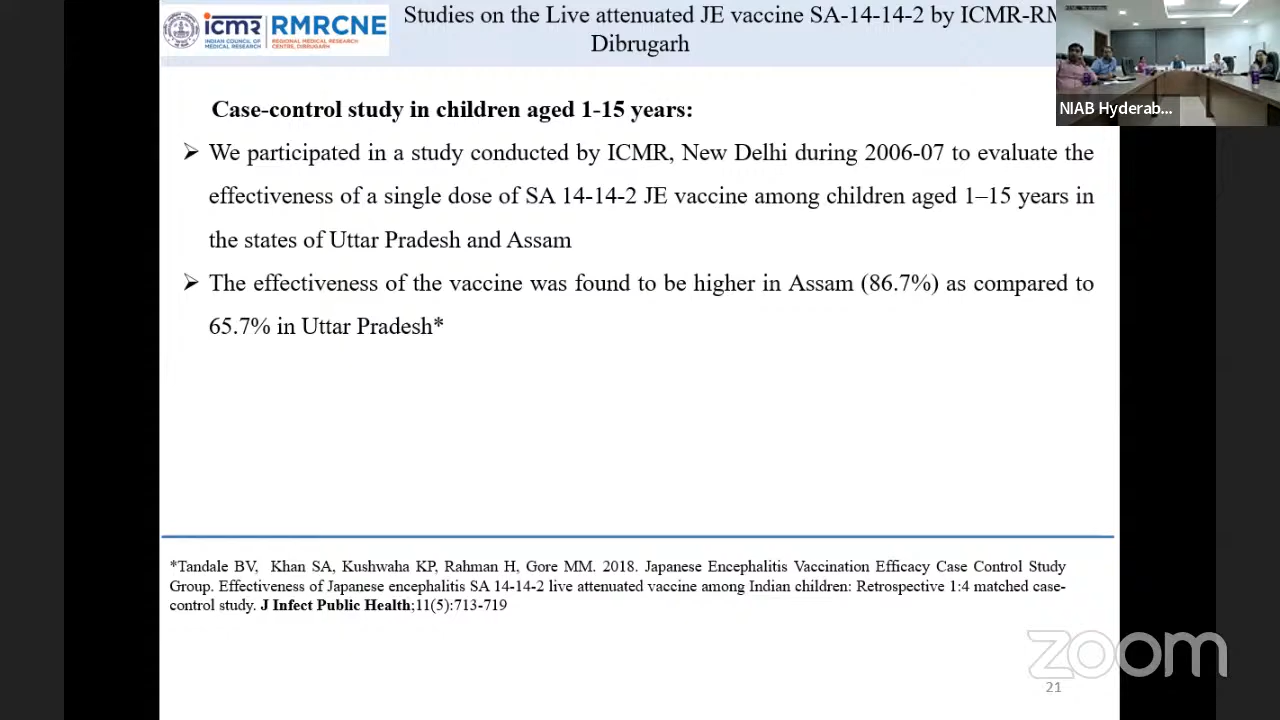 icmr
INDIAN COUNCIL OF
MEDICAL RESEARCH
RMRCNE
REGIONAL MEDICAL RESEARCH
CENTRE, DIBRUGARH
Studies on the Live attenuated JE vaccine SA-14-14-2 by ICMR-RM
Dibrugarh
NIAB Hyderab...
Case-control study in children aged 1-15 years:
➢ We participated in a study conducted by ICMR, New Delhi during 2006-07 to evaluate the
effectiveness of a single dose of SA 14-14-2 JE vaccine among children aged 1–15 years in
the states of Uttar Pradesh and Assam
➢ The effectiveness of the vaccine was found to be higher in Assam (86.7%) as compared to
65.7% in Uttar Pradesh*
*Tandale BV, Khan SA, Kushwaha KP, Rahman H, Gore MM. 2018. Japanese Encephalitis Vaccination Efficacy Case Control Study
Group. Effectiveness of Japanese encephalitis SA 14-14-2 live attenuated vaccine among Indian children: Retrospective 1:4 matched case-
control study. J Infect Public Health;11(5):713-719
zoom
21